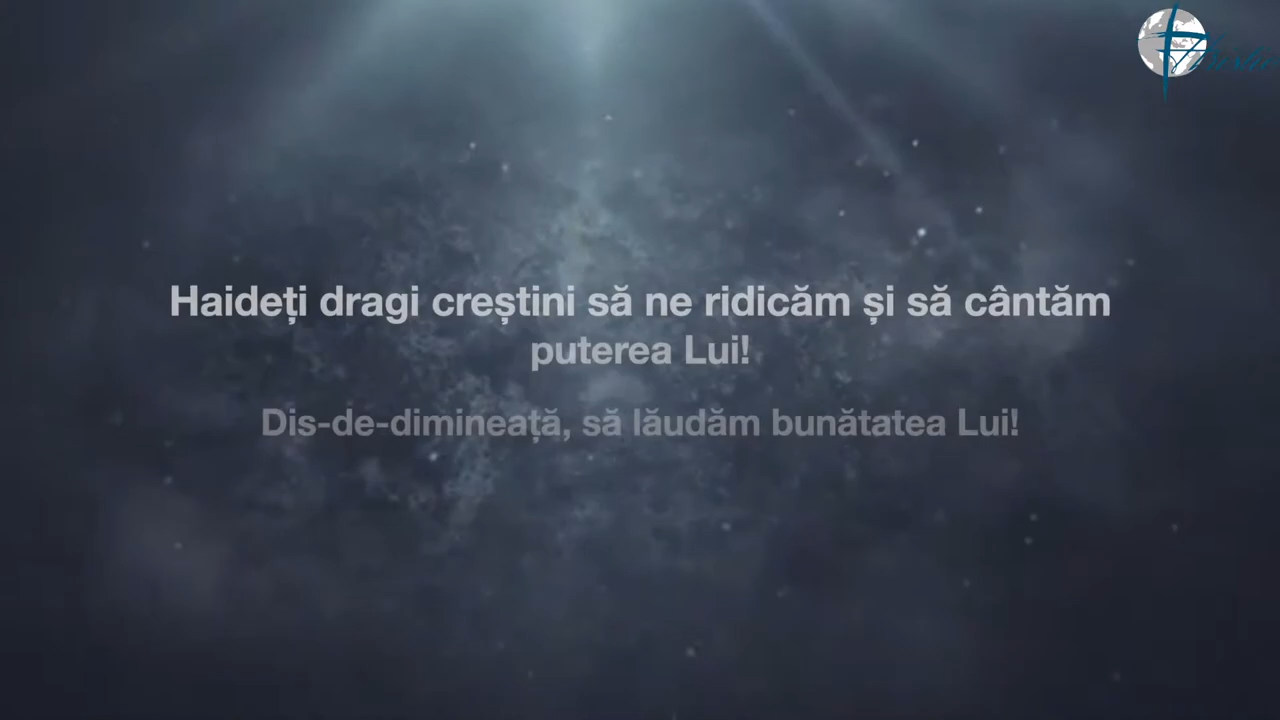 Haideți dragi creștini să ne ridicăm și să cântăm
puterea Lui!
Dis-de-dimineață, să lăudăm bunătatea Lui!